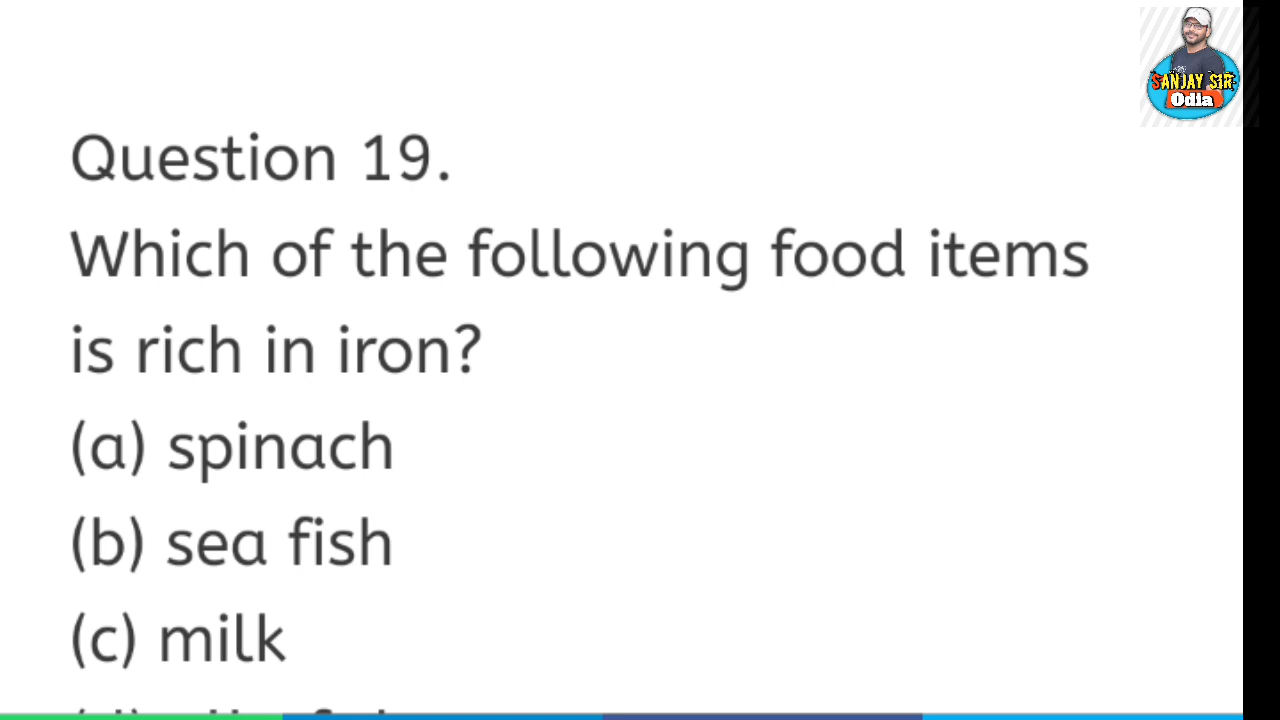 SANJAY SIR
Odia
Question 19.
Which of the following food items
is rich in iron?
(a) spinach
(b) sea fish
(c) milk